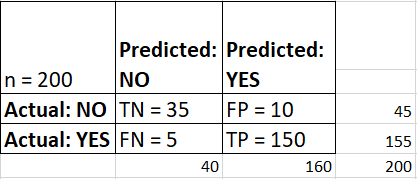 n = 200 Predicted: NO Predicted: YES
Actual: NO TN = 35 FP = 10 45
Actual: YES FN = 5 TP = 150 155
40 160 200